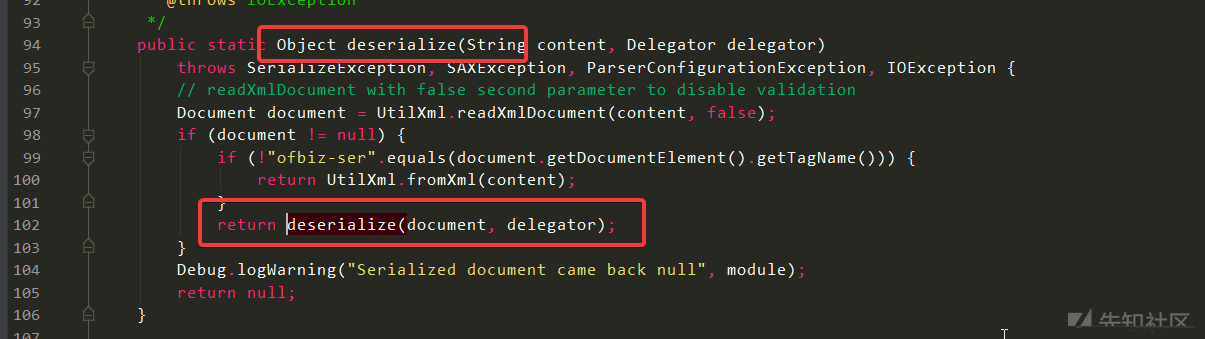 92 @throws IOException
93 */
94 public static Object deserialize(String content, Delegator delegator)
95 throws SerializeException, SAXException, ParserConfigurationException, IOException {
96 // readXmlDocument with false second parameter to disable validation
97 Document document = UtilXml.readXmlDocument(content, false);
98 if (document != null) {
99 if (!"ofbiz-ser".equals(document.getDocumentElement().getTagName())) {
100 return UtilXml.fromXml(content);
101 }
102 return deserialize(document, delegator);
103 }
104 Debug.logWarning("Serialized document came back null", module);
105 return null;
106 }
107
先知社区